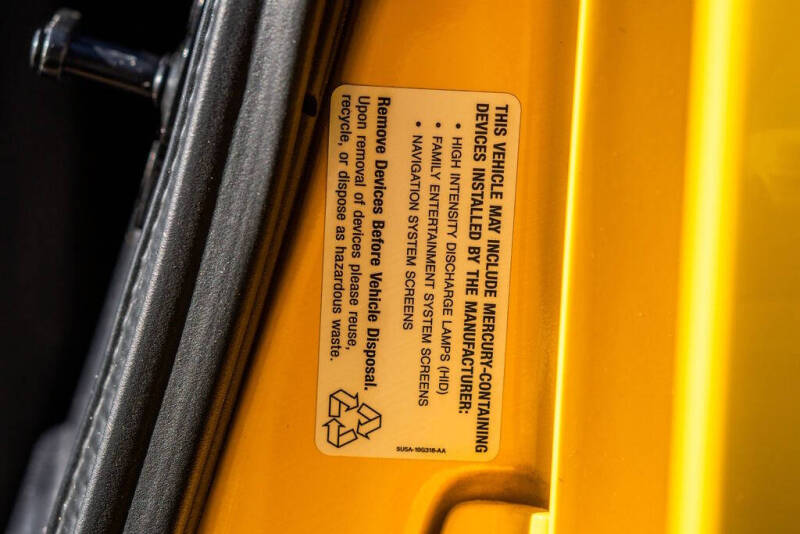 THIS VEHICLE MAY INCLUDE MERCURY-CONTAINING
DEVICES INSTALLED BY THE MANUFACTURER:
• HIGH INTENSITY DISCHARGE LAMPS (HID)
• FAMILY ENTERTAINMENT SYSTEM SCREENS
• NAVIGATION SYSTEM SCREENS
Remove Devices Before Vehicle Disposal.
Upon removal of devices please reuse,
recycle, or dispose as hazardous waste.
5U5A-10G318-AA